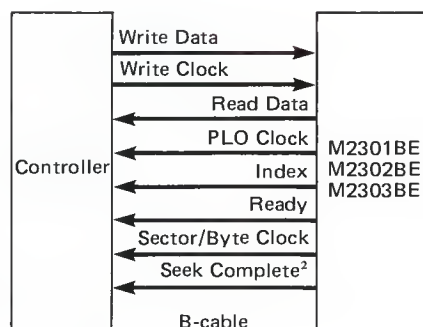 Write Data
Write Clock
Read Data
PLO Clock
Index
Ready
Sector/Byte Clock
Seek Complete²
Controller
M2301BE
M2302BE
M2303BE
B-cable